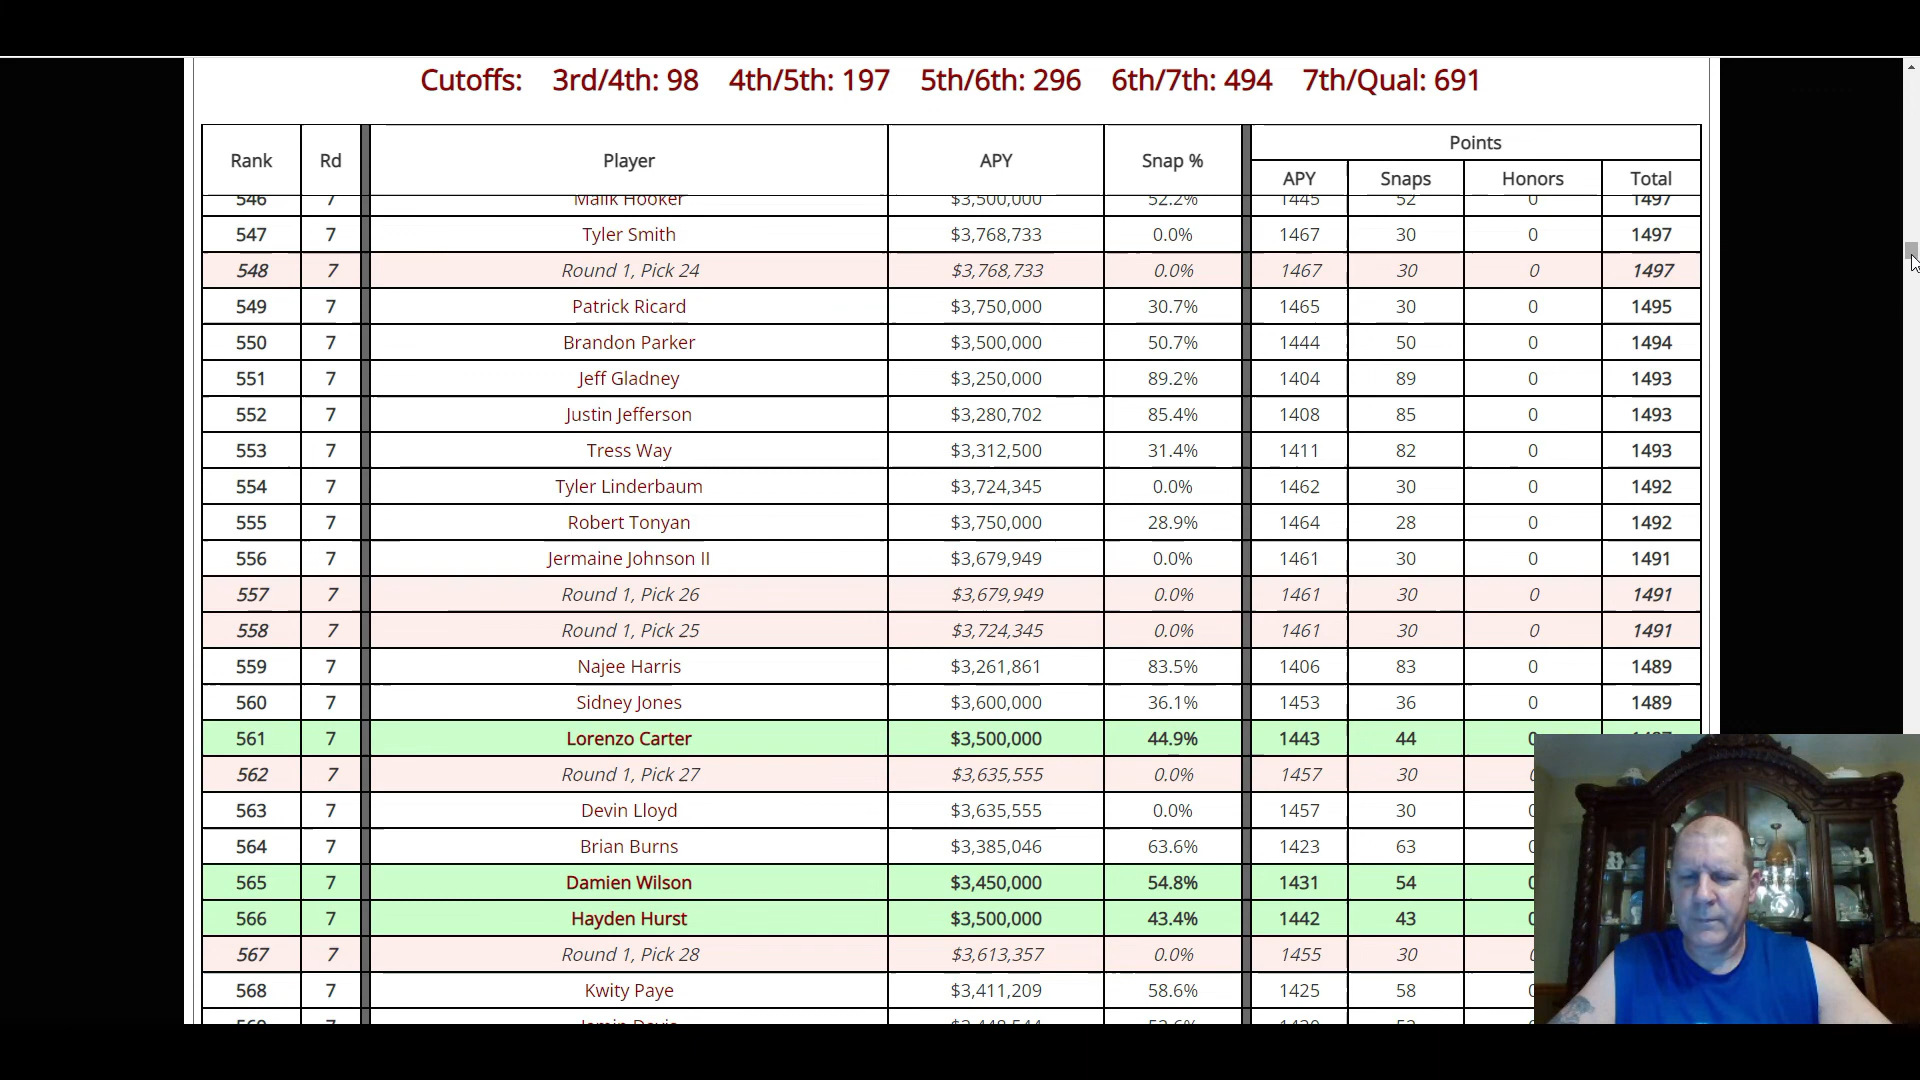 Cutoffs: 3rd/4th: 98 4th/5th: 197 5th/6th: 296 6th/7th: 494 7th/Qual: 691
Rank Rd Player APY Snap % Points
APY Snaps Honors Total
546 7 Malik Hooker $3,500,000 52.2% 1445 52 0 1497
547 7 Tyler Smith $3,768,733 0.0% 1467 30 0 1497
548 7 Round 1, Pick 24 $3,768,733 0.0% 1467 30 0 1497
549 7 Patrick Ricard $3,750,000 30.7% 1465 30 0 1495
550 7 Brandon Parker $3,500,000 50.7% 1444 50 0 1494
551 7 Jeff Gladney $3,250,000 89.2% 1404 89 0 1493
552 7 Justin Jefferson $3,280,702 85.4% 1408 85 0 1493
553 7 Tress Way $3,312,500 31.4% 1411 82 0 1493
554 7 Tyler Linderbaum $3,724,345 0.0% 1462 30 0 1492
555 7 Robert Tonyan $3,750,000 28.9% 1464 28 0 1492
556 7 Jermaine Johnson II $3,679,949 0.0% 1461 30 0 1491
557 7 Round 1, Pick 26 $3,679,949 0.0% 1461 30 0 1491
558 7 Round 1, Pick 25 $3,724,345 0.0% 1461 30 0 1491
559 7 Najee Harris $3,261,861 83.5% 1406 83 0 1489
560 7 Sidney Jones $3,600,000 36.1% 1453 36 0 1489
561 7 Lorenzo Carter $3,500,000 44.9% 1443 44
562 7 Round 1, Pick 27 $3,635,555 0.0% 1457 30
563 7 Devin Lloyd $3,635,555 0.0% 1457 30
564 7 Brian Burns $3,385,046 63.6% 1423 63
565 7 Damien Wilson $3,450,000 54.8% 1431 54
566 7 Hayden Hurst $3,500,000 43.4% 1442 43
567 7 Round 1, Pick 28 $3,613,357 0.0% 1455 30
568 7 Kwity Paye $3,411,209 58.6% 1425 58